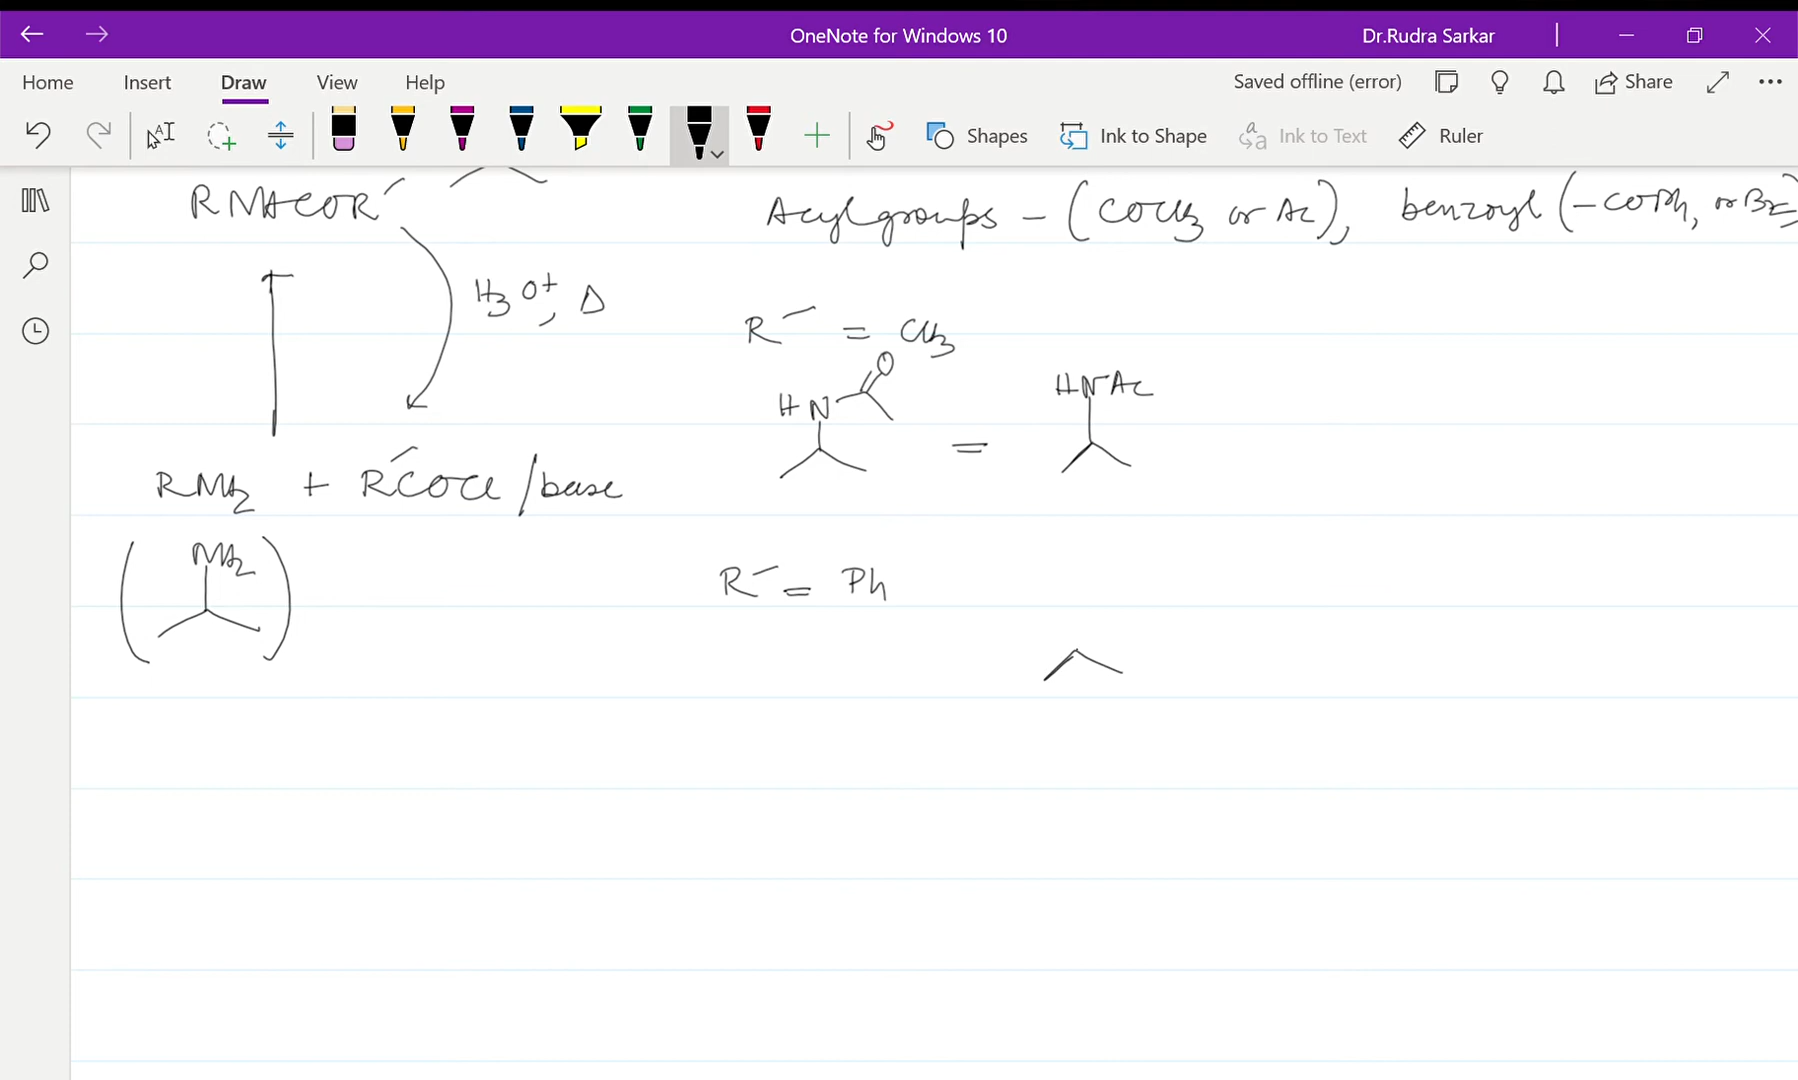 OneNote for Windows 10
Dr.Rudra Sarkar
Home Insert Draw View Help
Saved offline (error) Share
Shapes Ink to Shape Ink to Text Ruler
RNHCOR′
Acyl groups - (COCH3 or Ac), benzoyl (-COPh, or Bz)
H3O+, Δ
R′ = CH3
O
HN
= HNAc
RNH2 + R′COCl /base
(NH2)
R′ = Ph